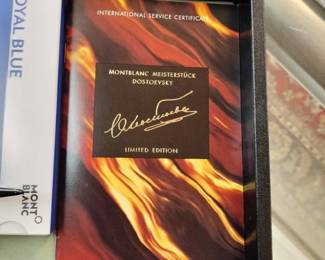 OYAL BLUE
MONT
BLANC
INTERNATIONAL SERVICE CERTIFICATE
MONTBLANC MEISTERSTÜCK
DOSTOEVSKY
LIMITED EDITION